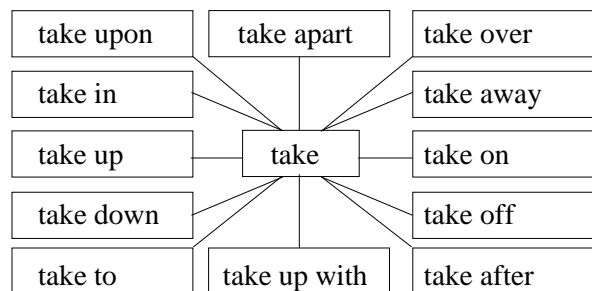 take upon
take apart
take over
take in
take away
take up
take
take on
take down
take off
take to
take up with
take after